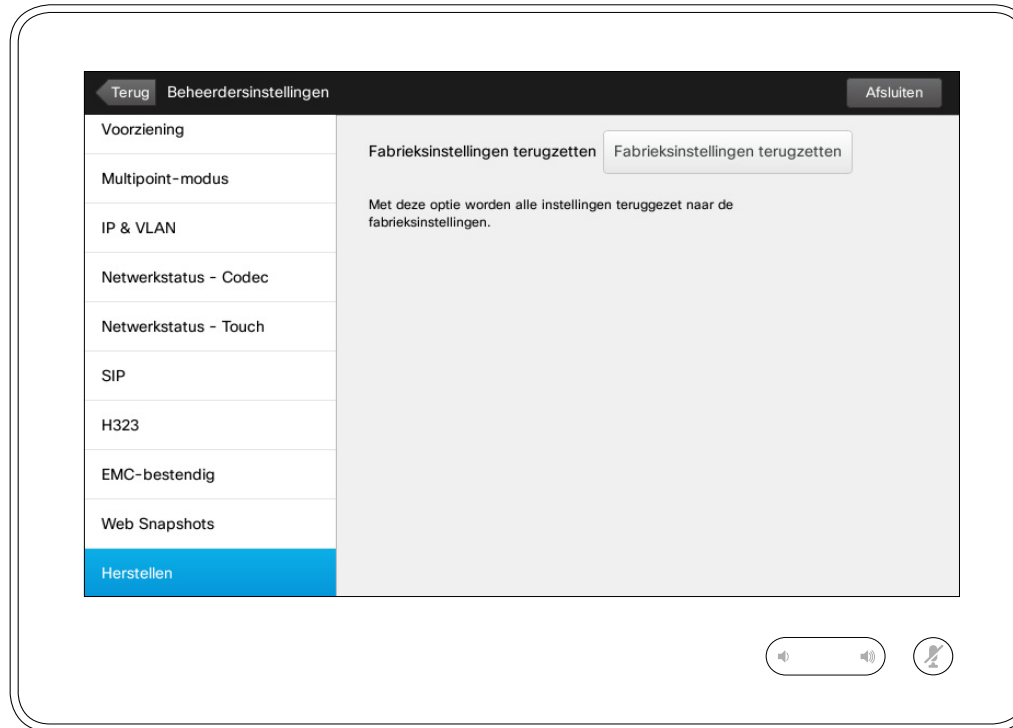 Terug Beheerdersinstellingen Afsluiten
Voorziening
Multipoint-modus
IP & VLAN
Netwerkstatus - Codec
Netwerkstatus - Touch
SIP
H323
EMC-bestendig
Web Snapshots
Herstellen
Fabrieksinstellingen terugzetten Fabrieksinstellingen terugzetten
Met deze optie worden alle instellingen teruggezet naar de
fabrieksinstellingen.